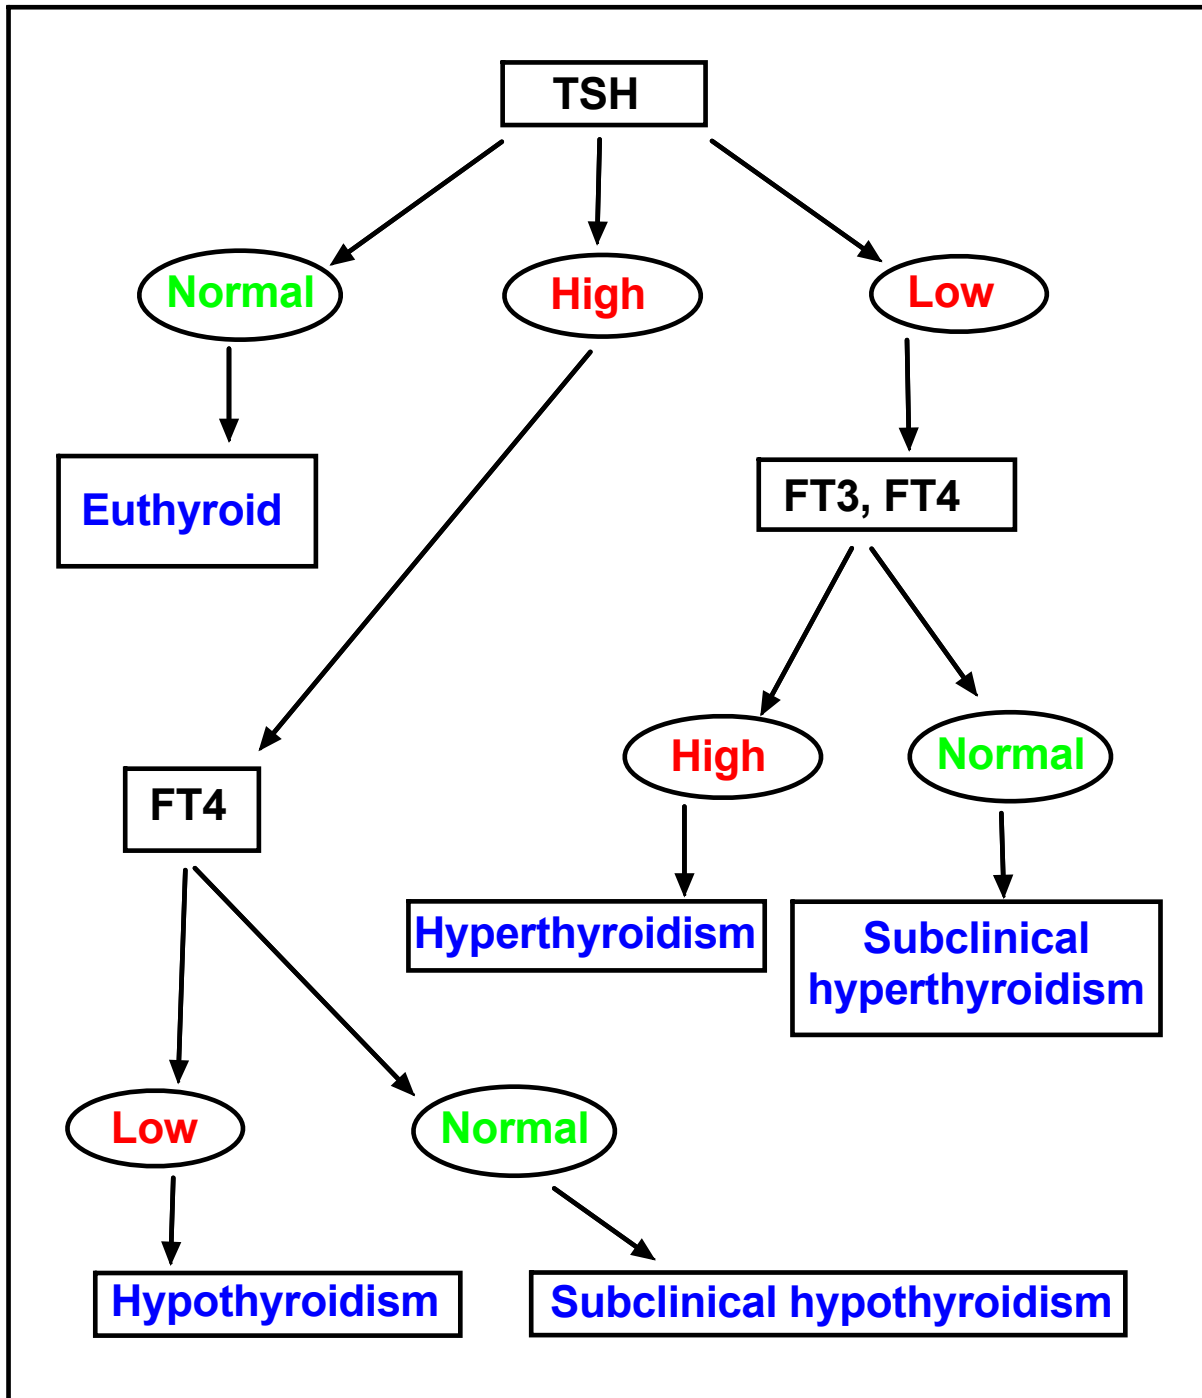 TSH
Normal
High
Low
Euthyroid
FT3, FT4
High
Normal
FT4
Hyperthyroidism
Subclinical
hyperthyroidism
Low
Normal
Hypothyroidism
Subclinical hypothyroidism